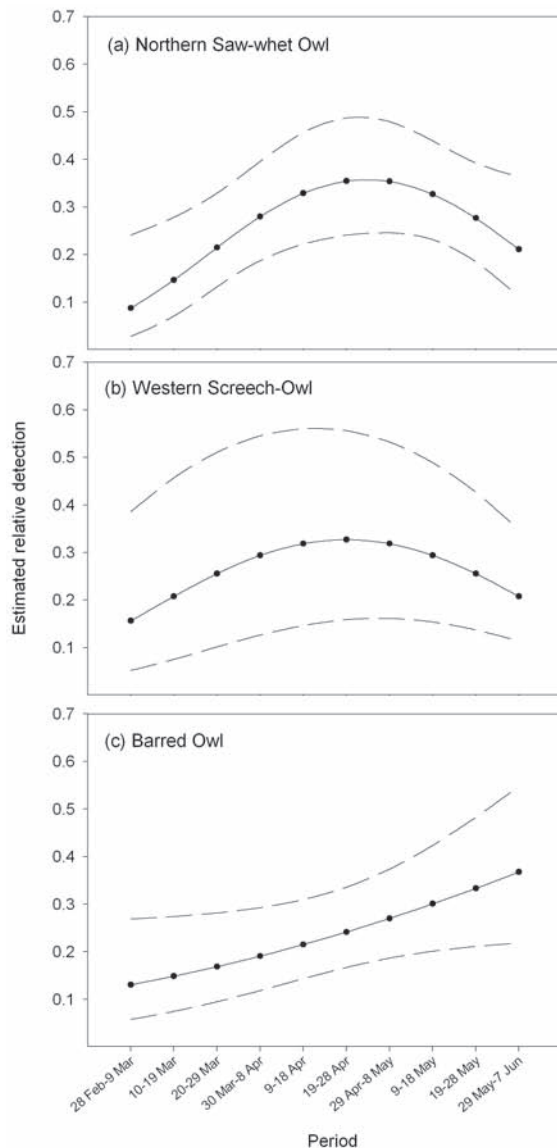 0.7
(a) Northern Saw-whet Owl
0.6
0.5
0.4
0.3
0.2
0.1
0.7
(b) Western Screech-Owl
0.6
0.5
0.4
0.3
0.2
0.1
0.7
(c) Barred Owl
0.6
0.5
0.4
0.3
0.2
0.1
Estimated relative detection
28 Feb-9 Mar
10-19 Mar
20-29 Mar
30 Mar-8 Apr
9-18 Apr
19-28 Apr
29 Apr-8 May
9-18 May
19-28 May
29 May-7 Jun
Period